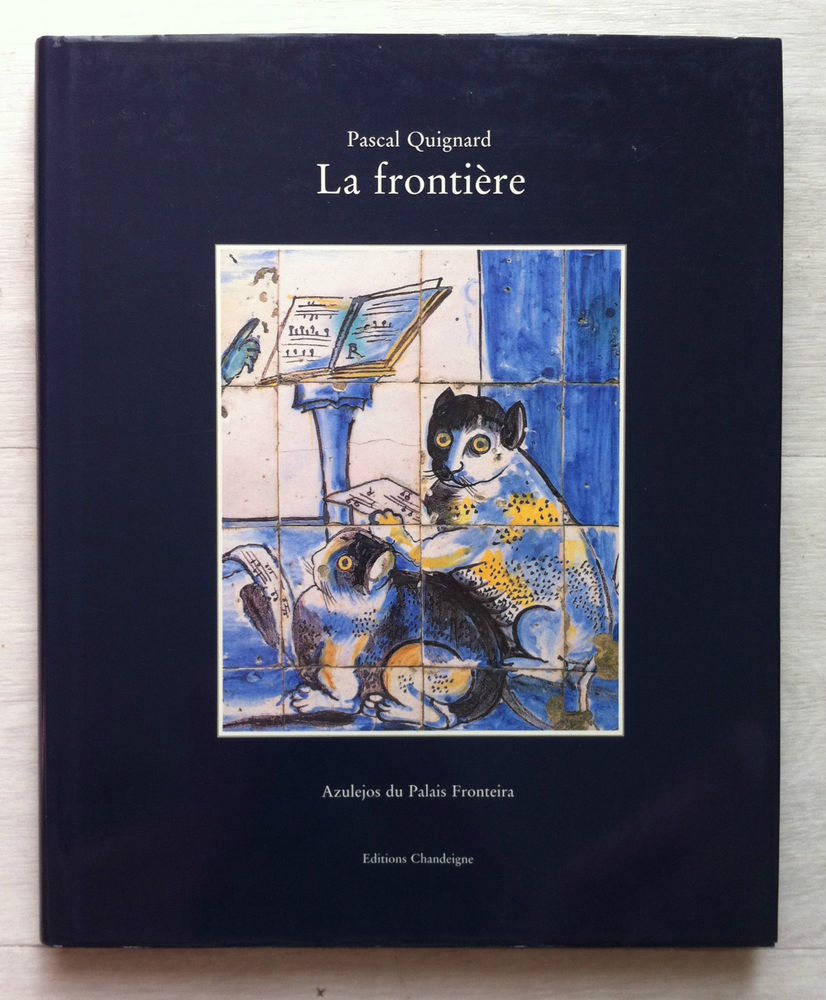 Pascal Quignard
La frontière
R
Azulejos du Palais Fronteira
Editions Chandeigne